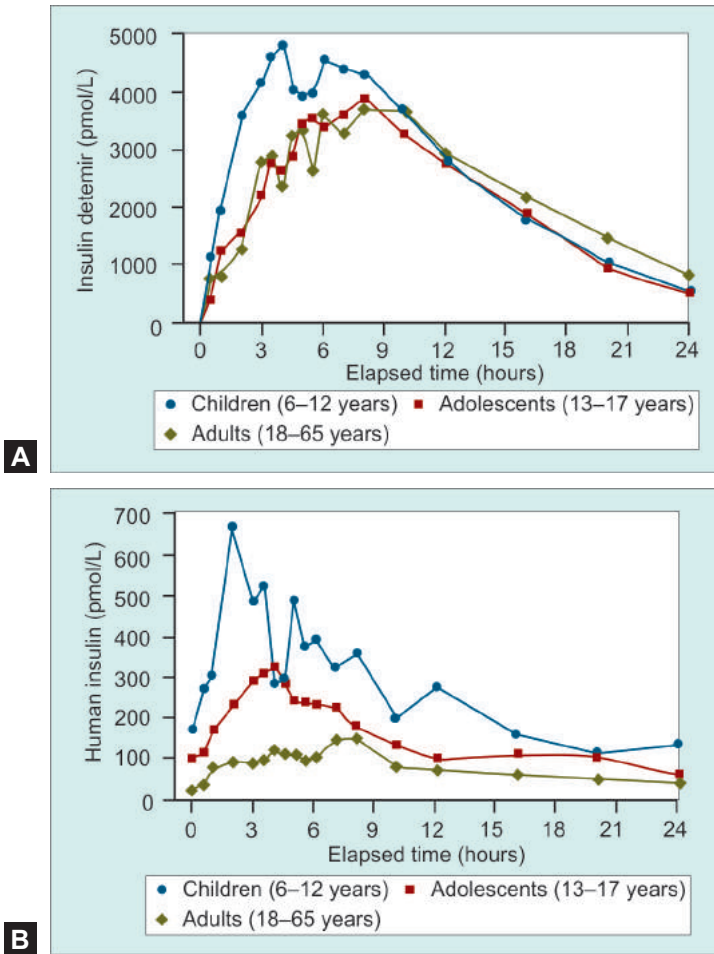 5000
4000
3000
2000
1000
0
Insulin detemir (pmol/L)
0 3 6 9 12 15 18 21 24
Elapsed time (hours)
Children (6–12 years) Adolescents (13–17 years)
Adults (18–65 years)
A
700
600
500
400
300
200
100
0
Human insulin (pmol/L)
0 3 6 9 12 15 18 21 24
Elapsed time (hours)
Children (6–12 years) Adolescents (13–17 years)
Adults (18–65 years)
B